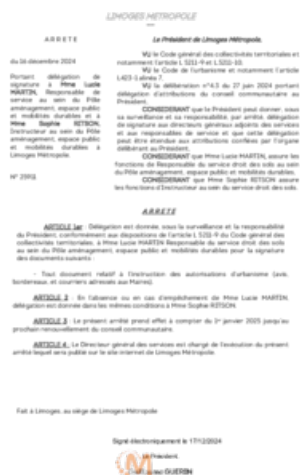 LIMOGES METROPOLE
ARRETE
du 16 décembre 2024
Portant délégation de
signature à Mme Lucie
MARTIN, Responsable de
service au sein du Pôle
aménagement, espace public
et mobilités durables et à
Mme Sophie RITSON,
Instructeur au sein du Pôle
aménagement, espace public
et mobilités durables à
Limoges Métropole.
N°
Le Président de Limoges Métropole,
VU le Code général des collectivités territoriales et
notamment l'article L 5211-9 et L 5211-10,
VU le Code de l'urbanisme et notamment l'article
L423-1 alinéa 7,
VU la délibération n°4.5 du 27 juin 2024 portant
délégation d'attributions du conseil communautaire au
Président,
CONSIDERANT que le Président peut donner, sous
sa surveillance et sa responsabilité, par arrêté, délégation de
signature aux directeurs généraux adjoints des services
et aux responsables de service et que cette délégation
peut être étendue aux attributions confiées par l'organe
délibérant au Président,
CONSIDERANT que Mme Lucie MARTIN, assure les
fonctions de Responsable du service droit des sols au sein
du Pôle aménagement, espace public et mobilités durables,
CONSIDERANT que Mme Sophie RITSON assure
les fonctions d'Instructeur au sein du service droit des sols.
ARRETE
ARTICLE 1er : Délégation est donnée, sous la surveillance et la responsabilité
du Président, conformément aux dispositions de l'article L 5211-9 du Code général des
collectivités territoriales, à Mme Lucie MARTIN Responsable du service droit des sols
au sein du Pôle aménagement, espace public et mobilités durables pour la signature
des documents suivants :
- Tout document relatif à l'instruction des autorisations d'urbanisme (avis,
bordereaux, et courriers adressés aux Maires).
ARTICLE 2 : En l'absence ou en cas d'empêchement de Mme Lucie MARTIN,
délégation est donnée dans les mêmes conditions à Mme Sophie RITSON.
ARTICLE 3 : Le présent arrêté prend effet à compter du 1er janvier 2025 jusqu'au
prochain renouvellement du conseil communautaire.
ARTICLE 4 : Le Directeur général des services est chargé de l'exécution du présent
arrêté lequel sera publié sur le site internet de Limoges Métropole.
Fait à Limoges, au siège de Limoges Métropole
Signé électroniquement le 17/12/2024
Le Président,
GUERIN